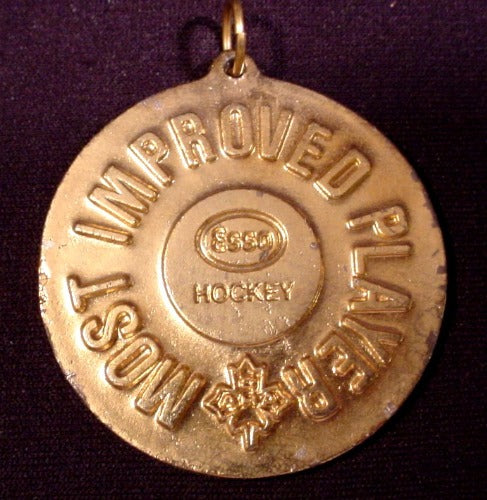 MOST IMPROVED PLAYER
Esso
HOCKEY